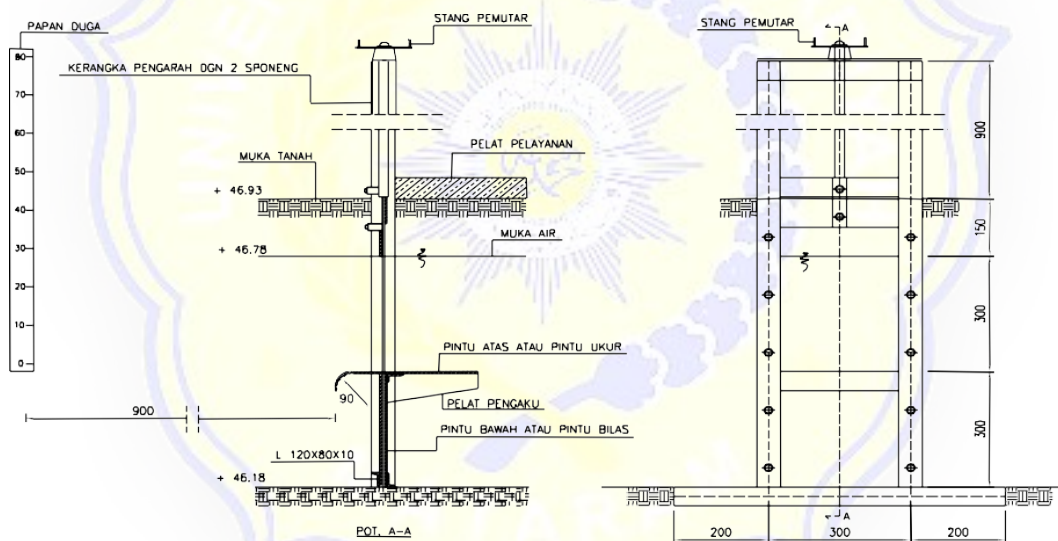 PAPAN DUGA
STANG PEMUTAR
STANG PEMUTAR
A
80
KERANGKA PENGARAH DGN 2 SPONENG
70
60
900
50
MUKA TANAH
PELAT PELAYANAN
+ 46.93
40
150
MUKA AIR
30
+ 46.78
20
300
10
PINTU ATAS ATAU PINTU UKUR
0
90
PELAT PENGAKU
900
PINTU BAWAH ATAU PINTU BILAS
300
L 120X80X10
+ 46.18
A
POT. A-A
200
300
200